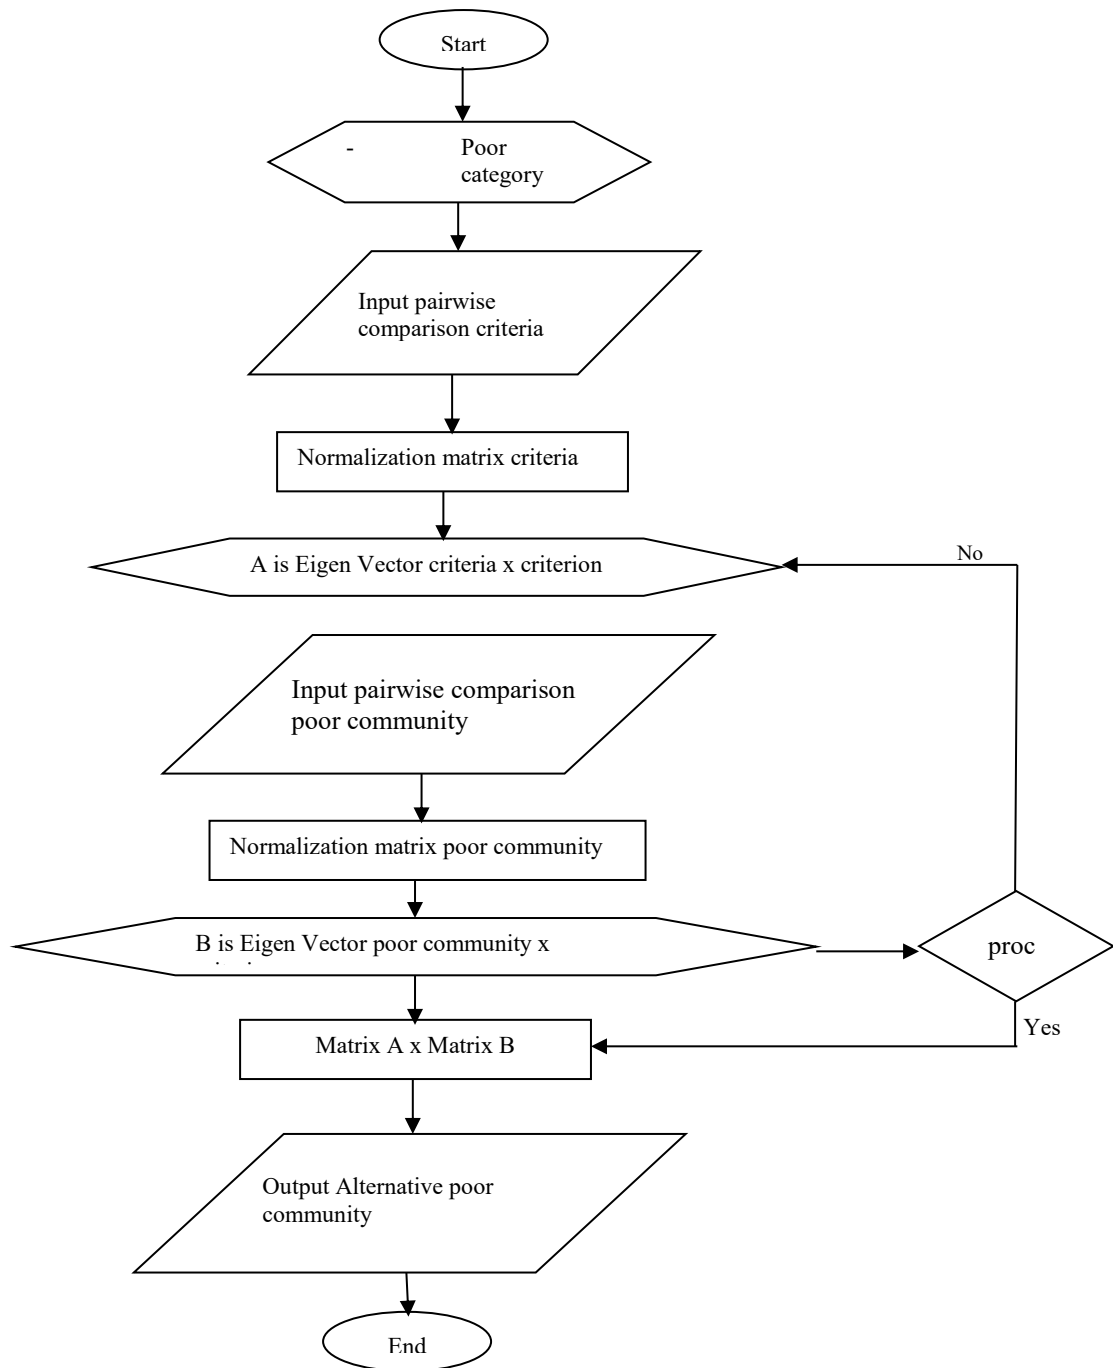 Start
- Poor
category
Input pairwise
comparison criteria
Normalization matrix criteria
A is Eigen Vector criteria x criterion
No
Input pairwise comparison
poor community
Normalization matrix poor community
B is Eigen Vector poor community x
proc
Yes
Matrix A x Matrix B
Output Alternative poor
community
End